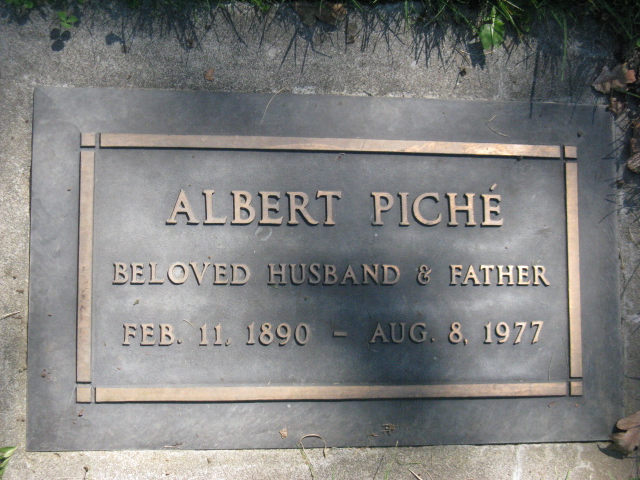 ALBERT PICHÉ
BELOVED HUSBAND & FATHER
FEB. 11, 1890 - AUG. 8, 1977